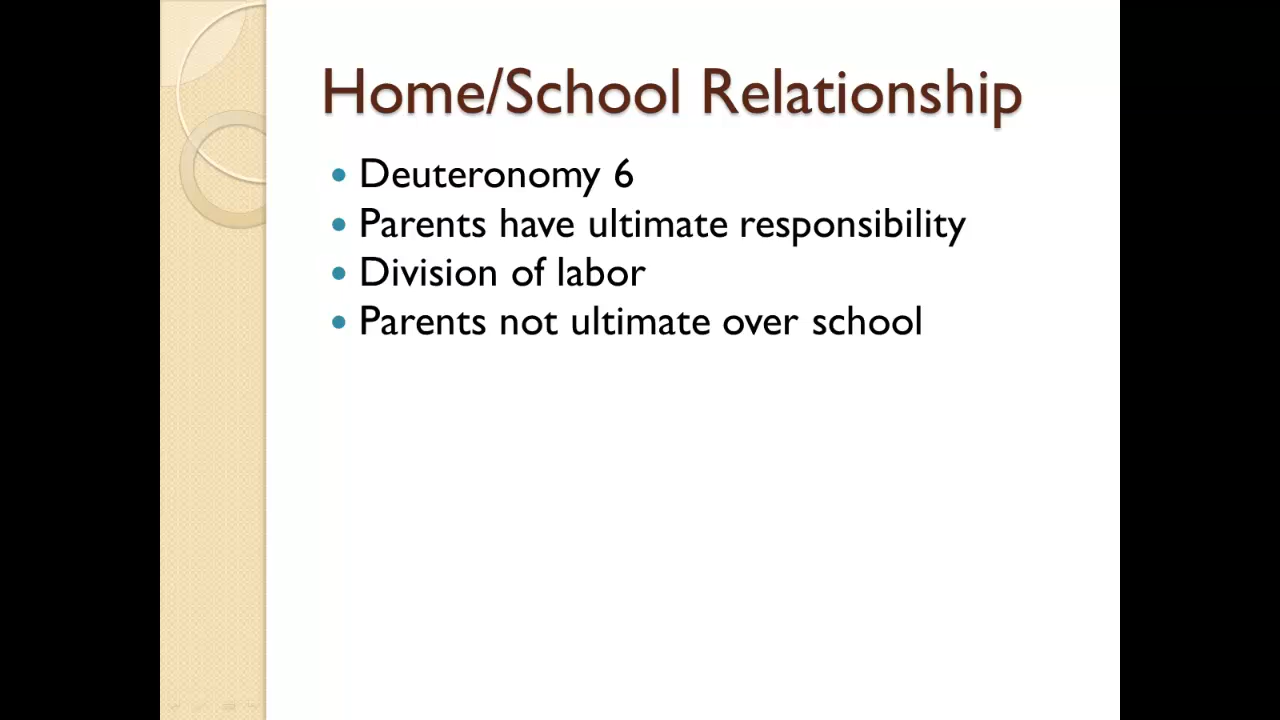 Home/School Relationship
• Deuteronomy 6
• Parents have ultimate responsibility
• Division of labor
• Parents not ultimate over school